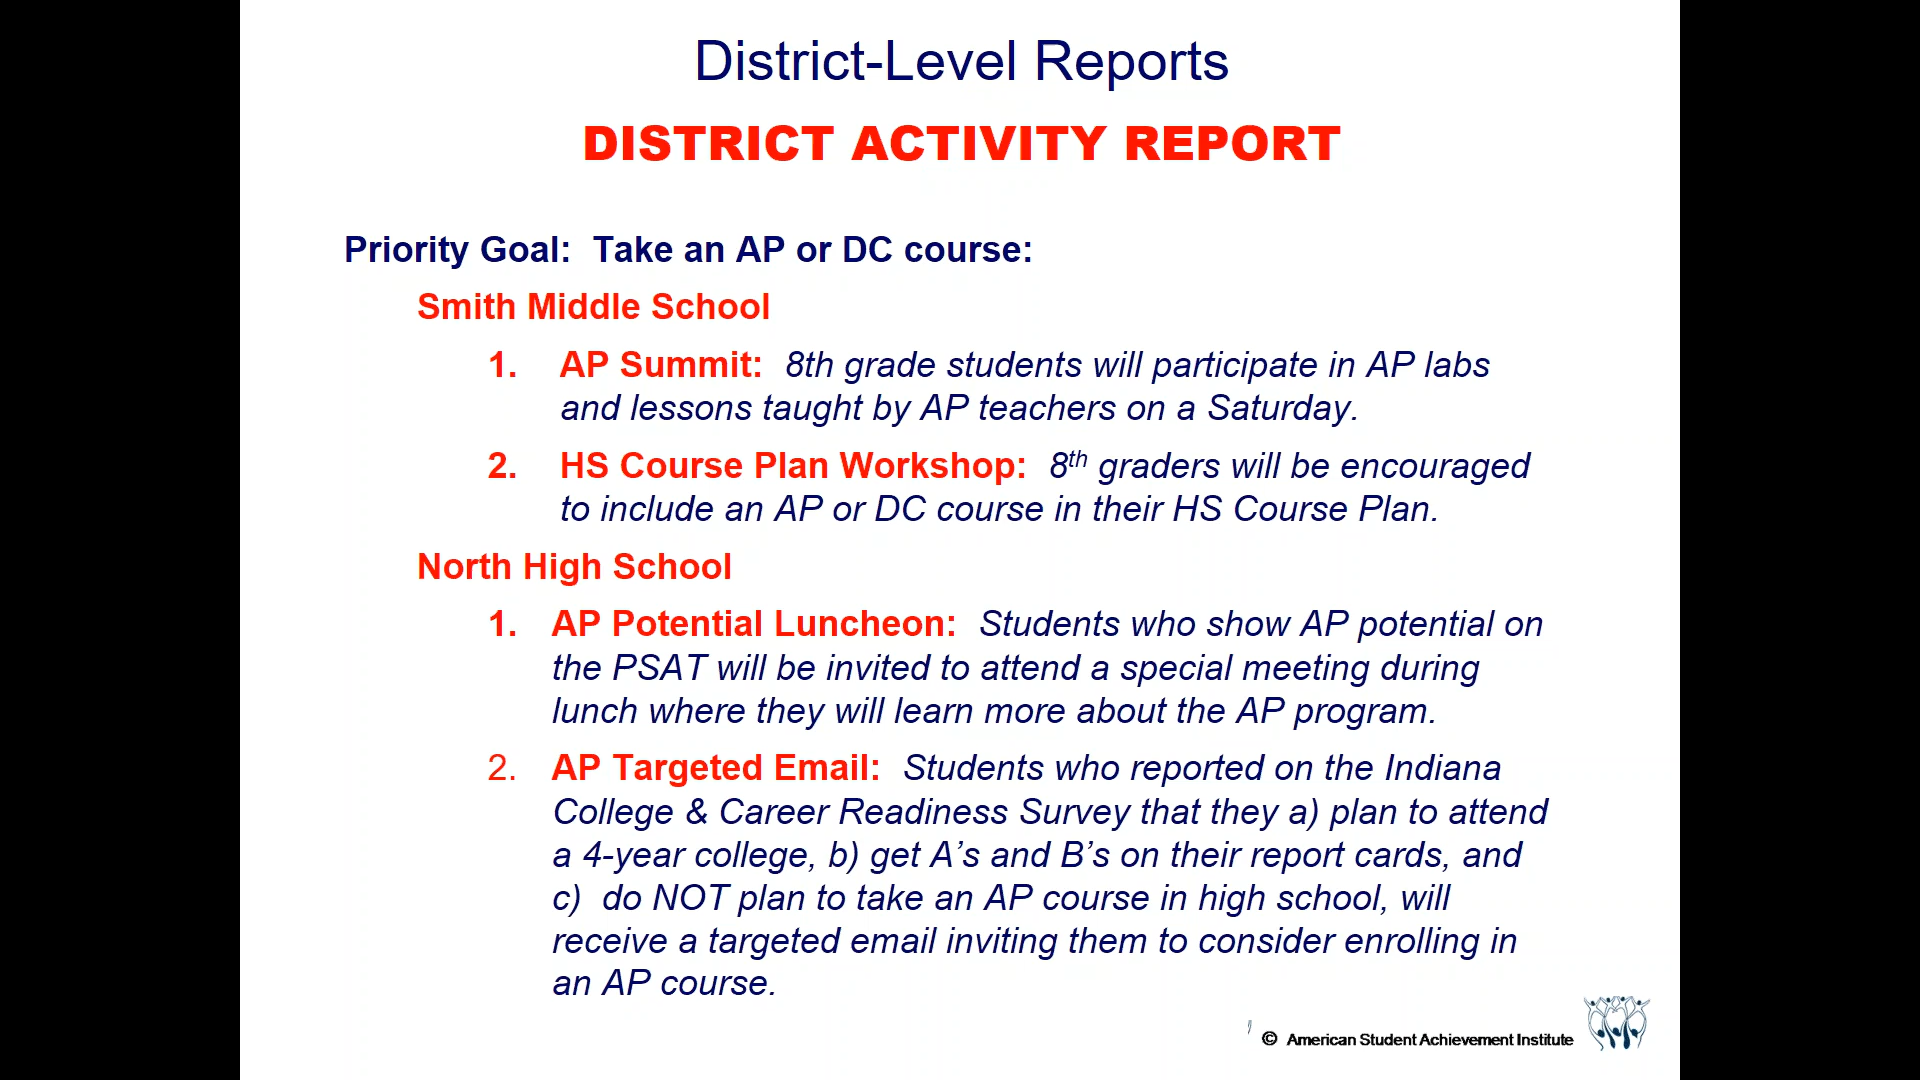 District-Level Reports
DISTRICT ACTIVITY REPORT
Priority Goal: Take an AP or DC course:
Smith Middle School
1. AP Summit: 8th grade students will participate in AP labs
and lessons taught by AP teachers on a Saturday.
2. HS Course Plan Workshop: 8th graders will be encouraged
to include an AP or DC course in their HS Course Plan.
North High School
1. AP Potential Luncheon: Students who show AP potential on
the PSAT will be invited to attend a special meeting during
lunch where they will learn more about the AP program.
2. AP Targeted Email: Students who reported on the Indiana
College & Career Readiness Survey that they a) plan to attend
a 4-year college, b) get A’s and B’s on their report cards, and
c) do NOT plan to take an AP course in high school, will
receive a targeted email inviting them to consider enrolling in
an AP course.
© American Student Achievement Institute